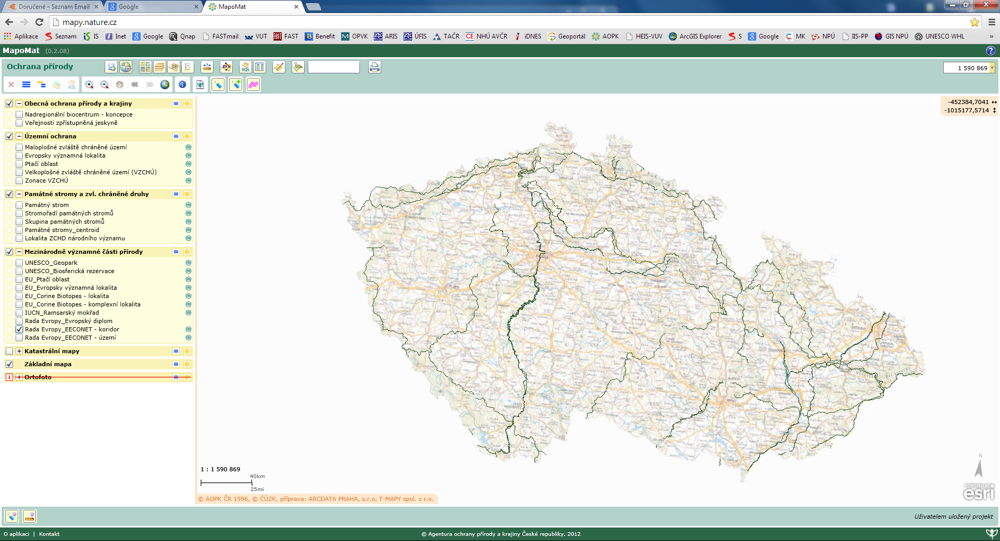 Doručené – Seznam Email
Google
MapoMat
mapy.nature.cz
Aplikace Seznam IS Inet Google Qnap FASTmail VUT FAST Benefit OPVK ARIS ÚFIS TAČR NHÚ AVČR iDNES Geoportál AOPK HEIS-VUV ArcGIS Explorer S Google MK NPÚ IIS-PP GIS NPÚ UNESCO WHL »
MapoMat (0.2.08)
Ochrana přírody
1 590 869
Obecná ochrana přírody a krajiny
Nadregionální biocentrum - koncepce
Veřejnosti zpřístupněná jeskyně
Územní ochrana
Maloplošné zvláště chráněné území
Evropsky významná lokalita
Ptačí oblast
Velkoplošné zvláště chráněné území (VZCHÚ)
Zonace VZCHÚ
Památné stromy a zvl. chráněné druhy
Památný strom
Stromořadí památných stromů
Skupina památných stromů
Památné stromy_centroid
Lokalita ZCHD národního významu
Mezinárodně významné části přírody
UNESCO_Geopark
UNESCO_Biosferická rezervace
EU_Ptačí oblast
EU_Evropsky významná lokalita
EU_Corine Biotopes - lokalita
EU_Corine Biotopes - komplexní lokalita
IUCN_Ramsarský mokřad
Rada Evropy_Evropský diplom
Rada Evropy_EECONET - koridor
Rada Evropy_EECONET - území
Katastrální mapy
Základní mapa
Ortofoto
-452384,7041
-1015177,5714
PRAHA
1 : 1 590 869
40km
25mi
N
POWERED BY
esri
© AOPK ČR 1996, © ČÚZK, příprava: ARCDATA PRAHA, s.r.o, T-MAPY spol. s r.o.
Uživatelem uložený projekt
O aplikaci | Kontakt
© Agentura ochrany přírody a krajiny České republiky, 2012